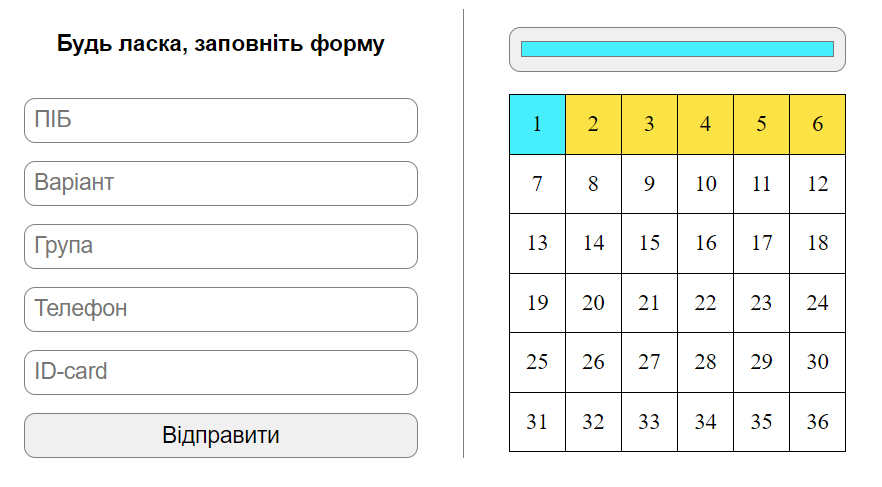 Будь ласка, заповніть форму
ПІБ
Варіант
Група
Телефон
ID-card
Відправити
1 2 3 4 5 6
7 8 9 10 11 12
13 14 15 16 17 18
19 20 21 22 23 24
25 26 27 28 29 30
31 32 33 34 35 36